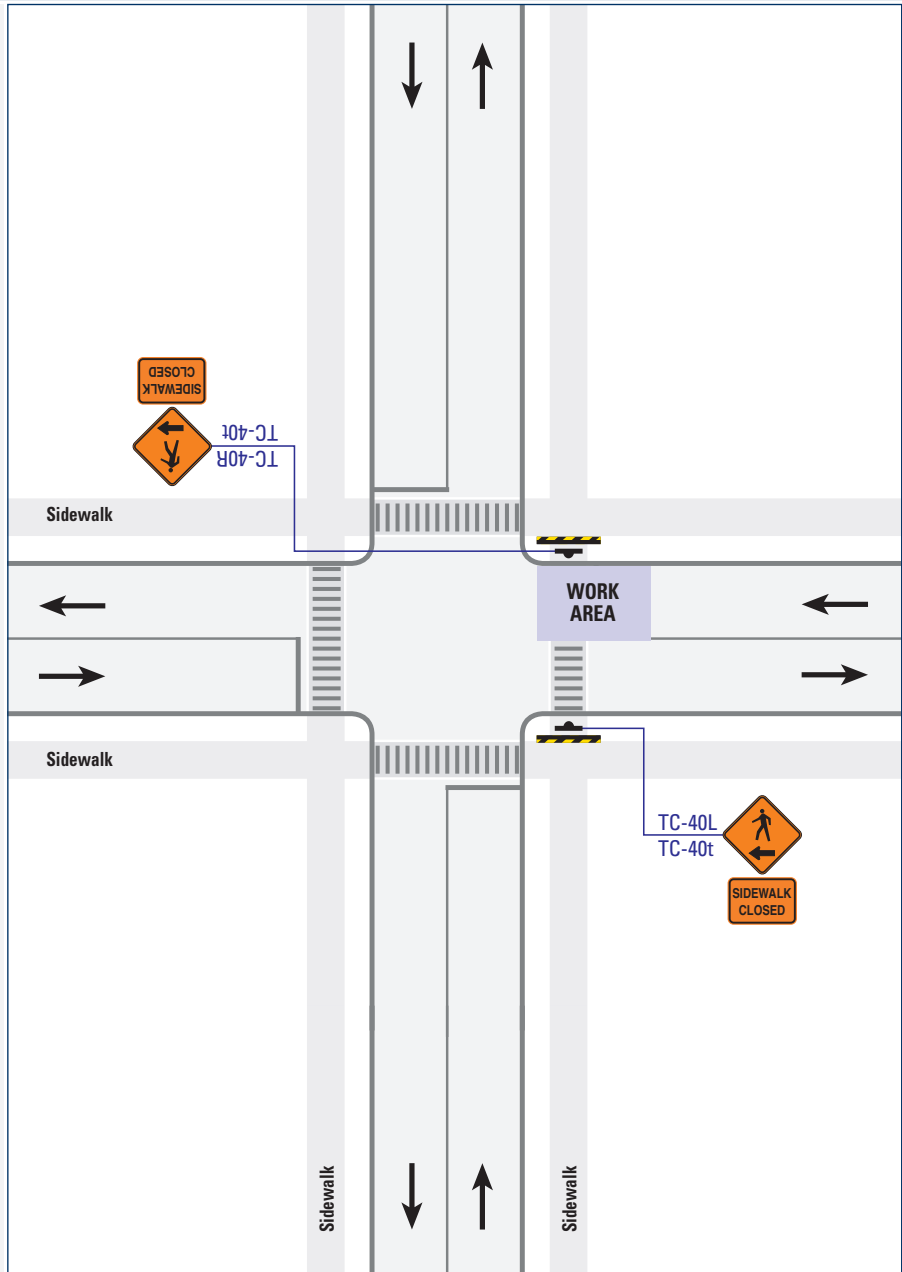 SIDEWALK
CLOSED
TC-40R
TC-40t
Sidewalk
WORK
AREA
Sidewalk
TC-40L
TC-40t
SIDEWALK
CLOSED
Sidewalk
Sidewalk